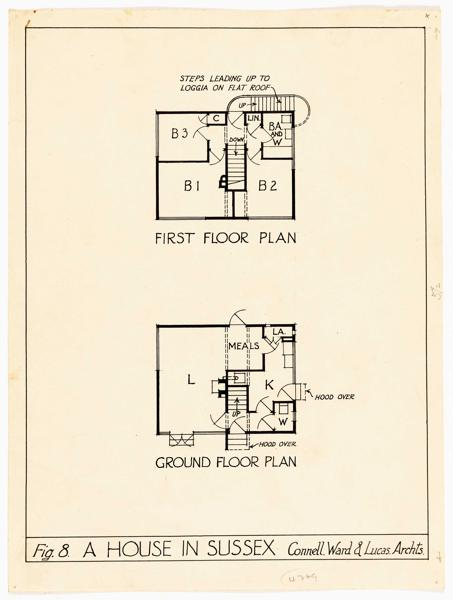 STEPS LEADING UP TO
LOGGIA ON FLAT ROOF
UP
C
LIN.
BA.
AND
W
B3
DOWN
B1
B2
FIRST FLOOR PLAN
LA.
MEALS
L
K
HOOD OVER
UP
W
HOOD OVER
GROUND FLOOR PLAN
Fig. 8. A HOUSE IN SUSSEX Connell, Ward & Lucas. Archts.